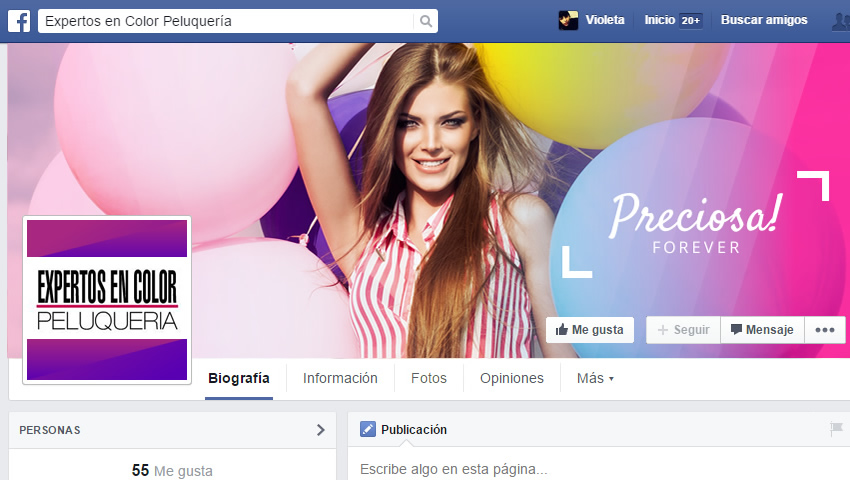 Expertos en Color Peluquería
Violeta
Inicio 20+
Buscar amigos
Preciosa!
FOREVER
EXPERTOS EN COLOR
PELUQUERIA
Me gusta
Seguir
Mensaje
Biografía
Información
Fotos
Opiniones
Más
PERSONAS
55 Me gusta
Publicación
Escribe algo en esta página...